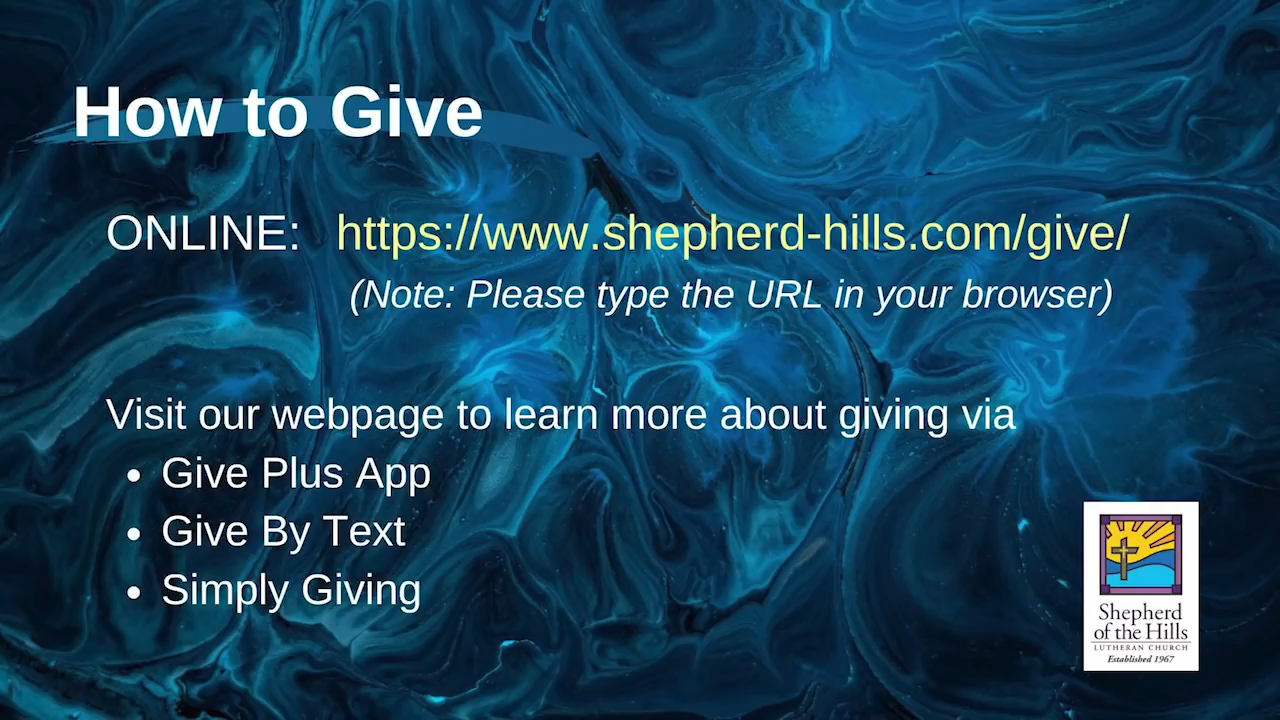 How to Give
ONLINE: https://www.shepherd-hills.com/give/
(Note: Please type the URL in your browser)
Visit our webpage to learn more about giving via
• Give Plus App
• Give By Text
• Simply Giving
Shepherd
of the Hills
LUTHERAN CHURCH
Established 1967